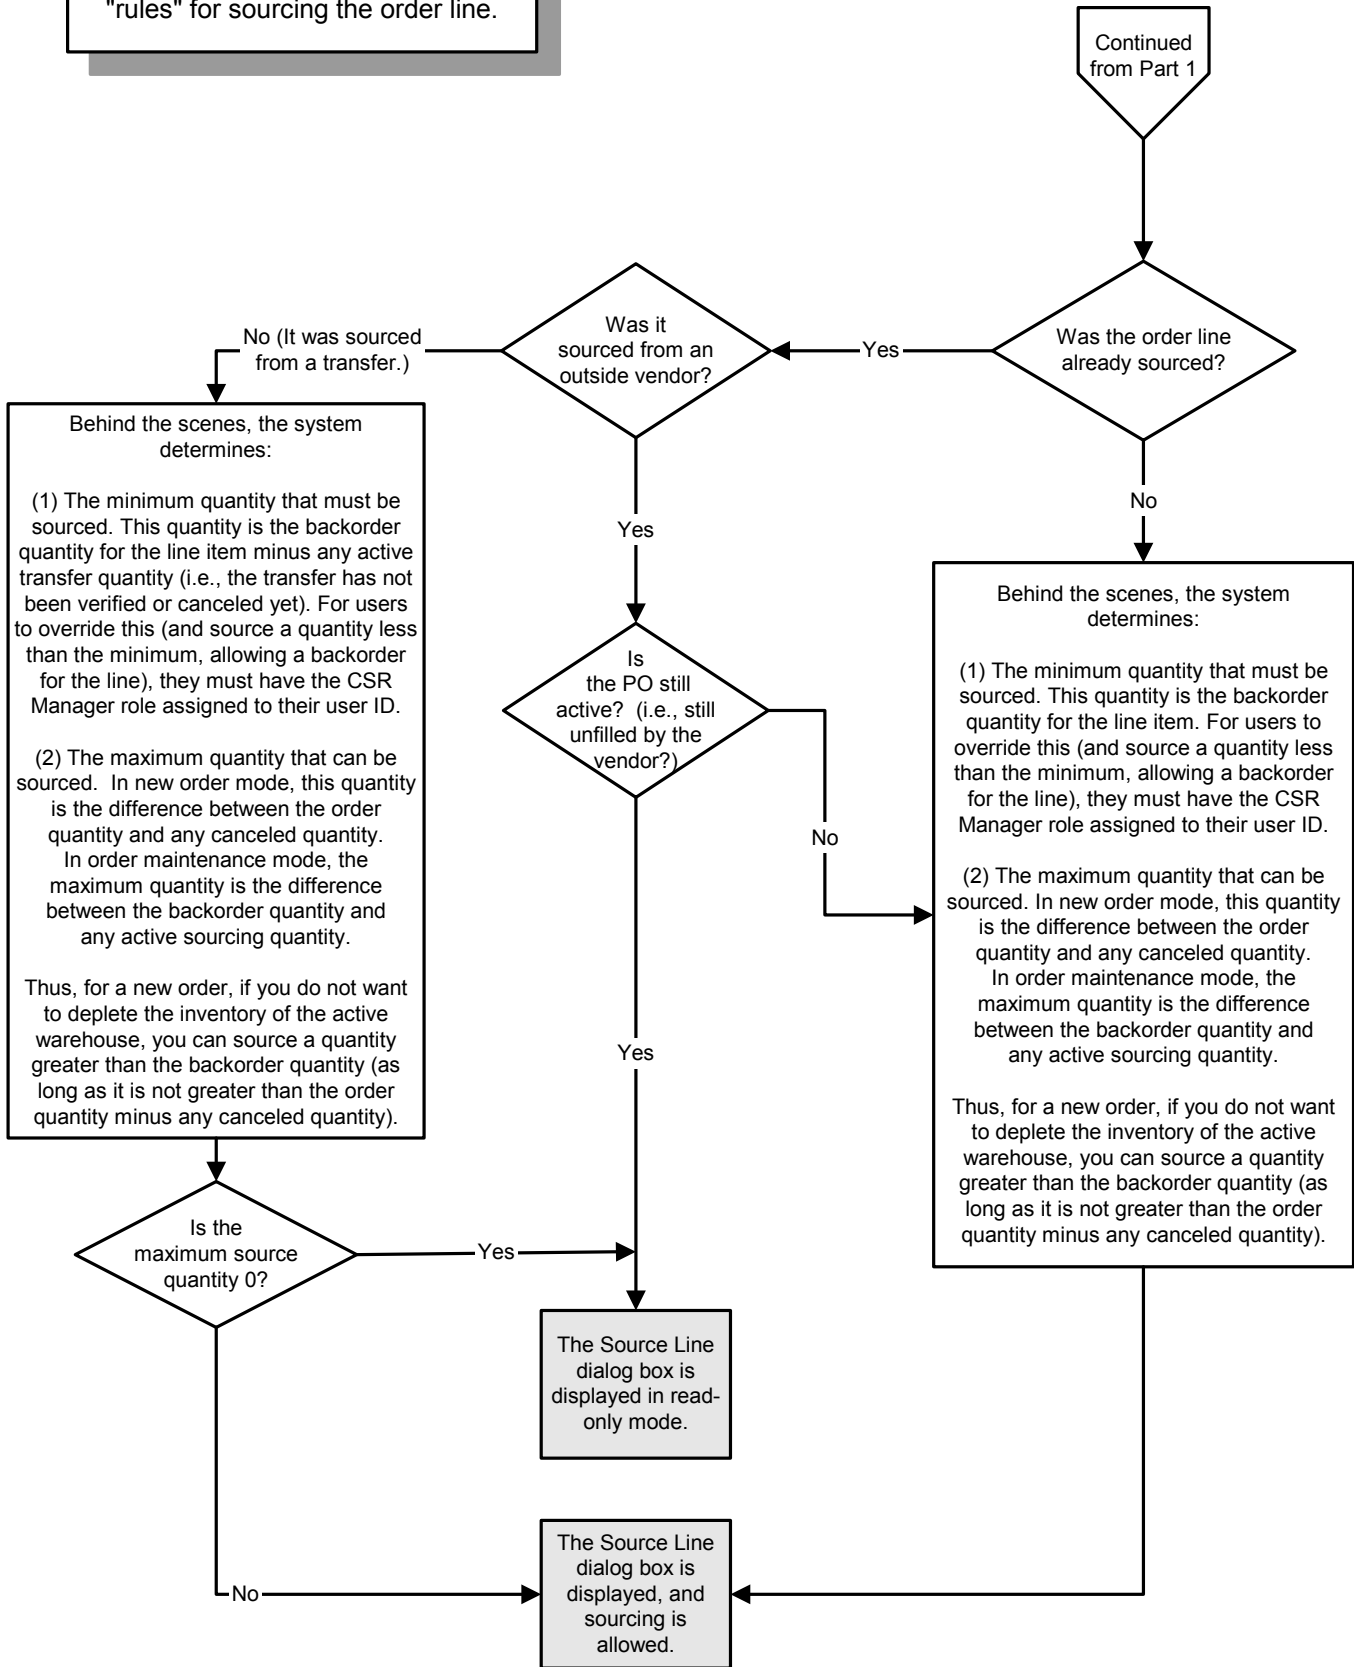 "rules" for sourcing the order line.
Continued
from Part 1
Was the order line
already sourced?
Yes
Was it
sourced from an
outside vendor?
No (It was sourced
from a transfer.)
Behind the scenes, the system
determines:
(1) The minimum quantity that must be
sourced. This quantity is the backorder
quantity for the line item minus any active
transfer quantity (i.e., the transfer has not
been verified or canceled yet). For users
to override this (and source a quantity less
than the minimum, allowing a backorder
for the line), they must have the CSR
Manager role assigned to their user ID.
(2) The maximum quantity that can be
sourced.  In new order mode, this quantity
is the difference between the order
quantity and any canceled quantity.
In order maintenance mode, the
maximum quantity is the difference
between the backorder quantity and
any active sourcing quantity.
Thus, for a new order, if you do not want
to deplete the inventory of the active
warehouse, you can source a quantity
greater than the backorder quantity (as
long as it is not greater than the order
quantity minus any canceled quantity).
Yes
Is
the PO still
active?  (i.e., still
unfilled by the
vendor?)
No
No
Behind the scenes, the system
determines:
(1) The minimum quantity that must be
sourced. This quantity is the backorder
quantity for the line item. For users to
override this (and source a quantity less
than the minimum, allowing a backorder
for the line), they must have the CSR
Manager role assigned to their user ID.
(2) The maximum quantity that can be
sourced. In new order mode, this quantity
is the difference between the order
quantity and any canceled quantity.
In order maintenance mode, the
maximum quantity is the difference
between the backorder quantity and
any active sourcing quantity.
Thus, for a new order, if you do not want
to deplete the inventory of the active
warehouse, you can source a quantity
greater than the backorder quantity (as
long as it is not greater than the order
quantity minus any canceled quantity).
Yes
Is the
maximum source
quantity 0?
Yes
The Source Line
dialog box is
displayed in read-
only mode.
No
The Source Line
dialog box is
displayed, and
sourcing is
allowed.